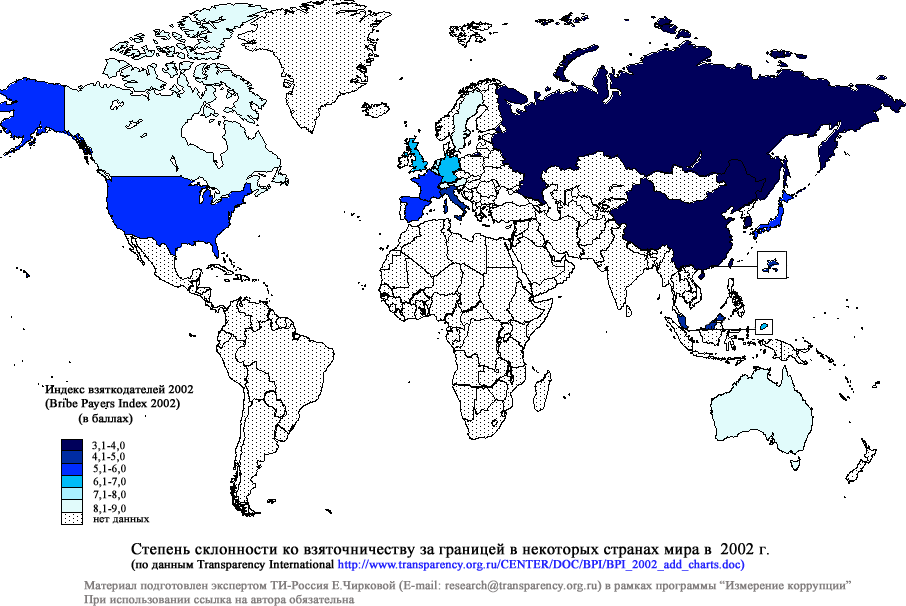 Индекс взяткодателей 2002
(Bribe Payers Index 2002)
(в баллах)
3,1-4,0
4,1-5,0
5,1-6,0
6,1-7,0
7,1-8,0
8,1-9,0
нет данных
Степень склонности ко взяточничеству за границей в некоторых странах мира в 2002 г.
(по данным Transparency International http://www.transparency.org.ru/CENTER/DOC/BPI/BPI_2002_add_charts.doc)
Материал подготовлен экспертом ТИ-Россия Е.Чирковой (E-mail: research@transparency.org.ru) в рамках программы “Измерение коррупции”
При использовании ссылка на автора обязательна